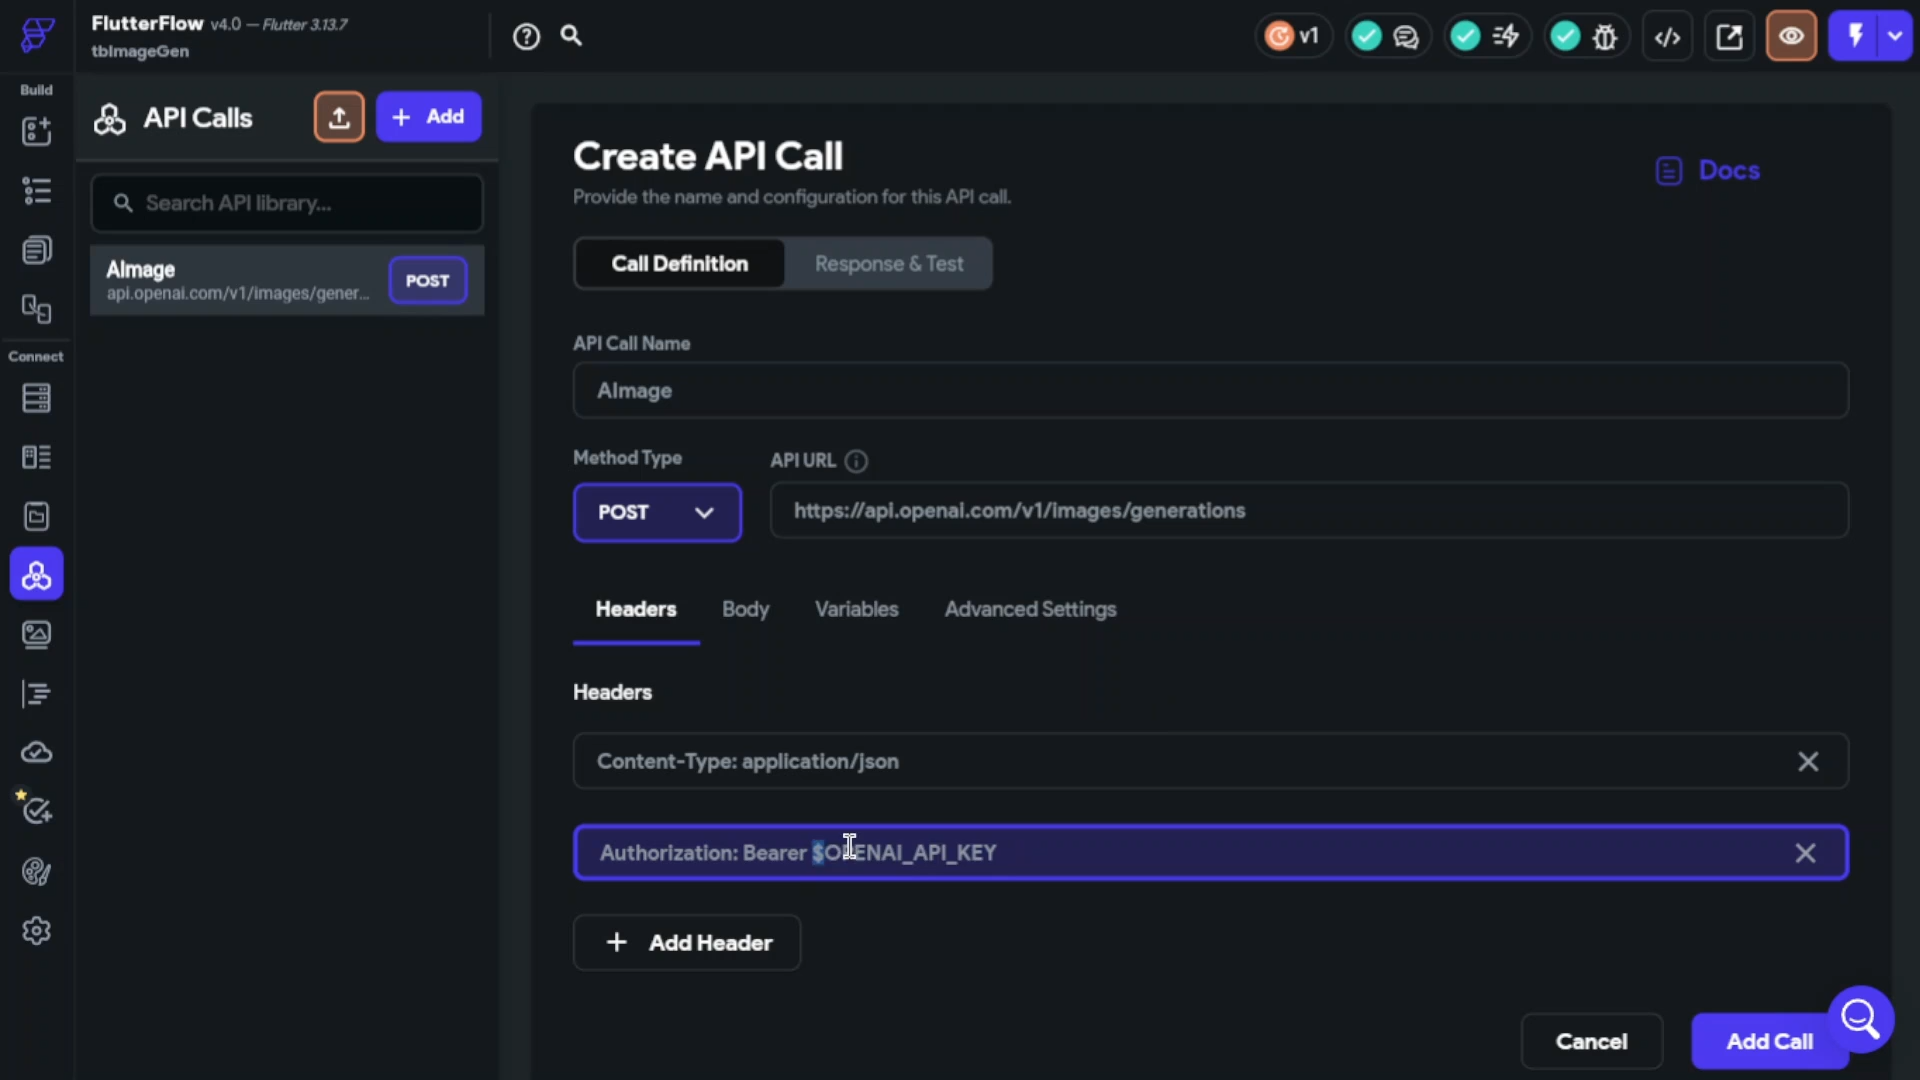 FlutterFlow v4.0 — Flutter 3.13.7
tbImageGen
v1
Build
API Calls
+ Add
Search API library...
AImage
api.openai.com/v1/images/gener...
POST
Connect
Create API Call
Provide the name and configuration for this API call.
Docs
Call Definition
Response & Test
API Call Name
AImage
Method Type
API URL
POST
https://api.openai.com/v1/images/generations
Headers
Body
Variables
Advanced Settings
Headers
Content-Type: application/json
Authorization: Bearer $OPENAI_API_KEY
+ Add Header
Cancel
Add Call